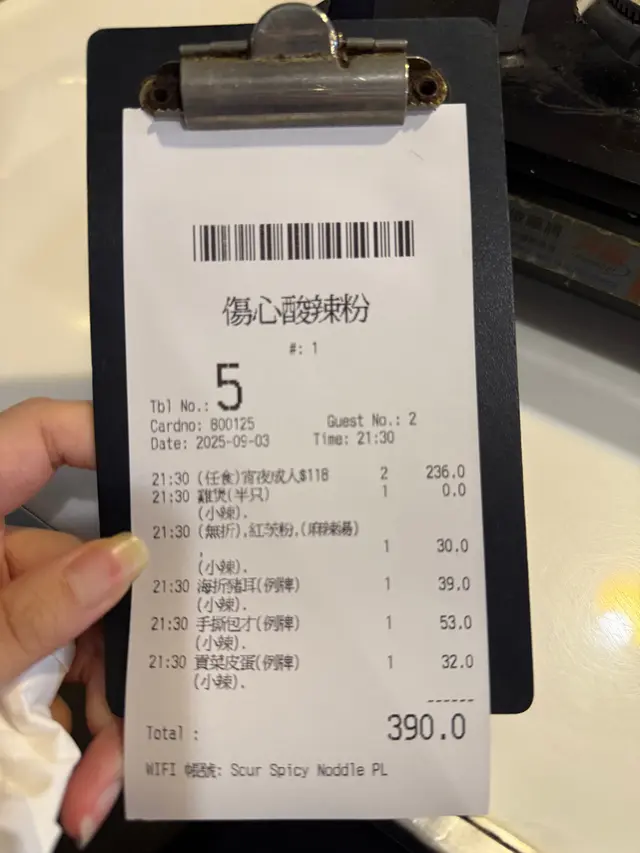 傷心酸辣粉
#: 1
Tbl No.: 5
Cardno: 800125 Guest No.: 2
Date: 2025-09-03 Time: 21:30
21:30 (任食)宵夜成人$118 2 236.0
21:30 雞煲(半只) 1 0.0
(小辣).
21:30 (無折),紅茨粉,(麻辣湯)
, 1 30.0
(小辣).
21:30 海折豬耳(例牌) 1 39.0
(小辣).
21:30 手撕包才(例牌) 1 53.0
(小辣).
21:30 貢菜皮蛋(例牌) 1 32.0
(小辣).
------
Total : 390.0
WIFI 帳號: Sour Spicy Noddle PL